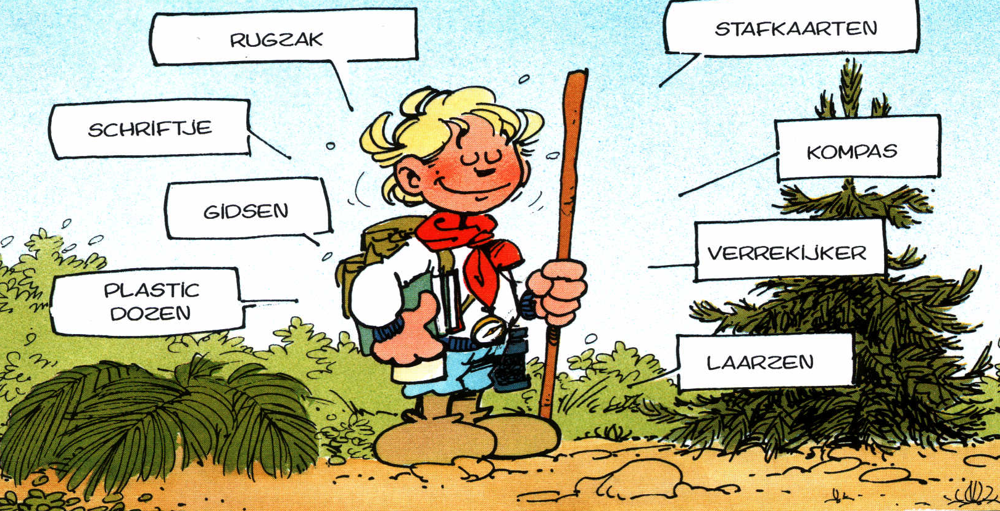 RUGZAK
SCHRIFTJE
GIDSEN
PLASTIC
DOZEN
STAFKAARTEN
KOMPAS
VERREKIJKER
LAARZEN